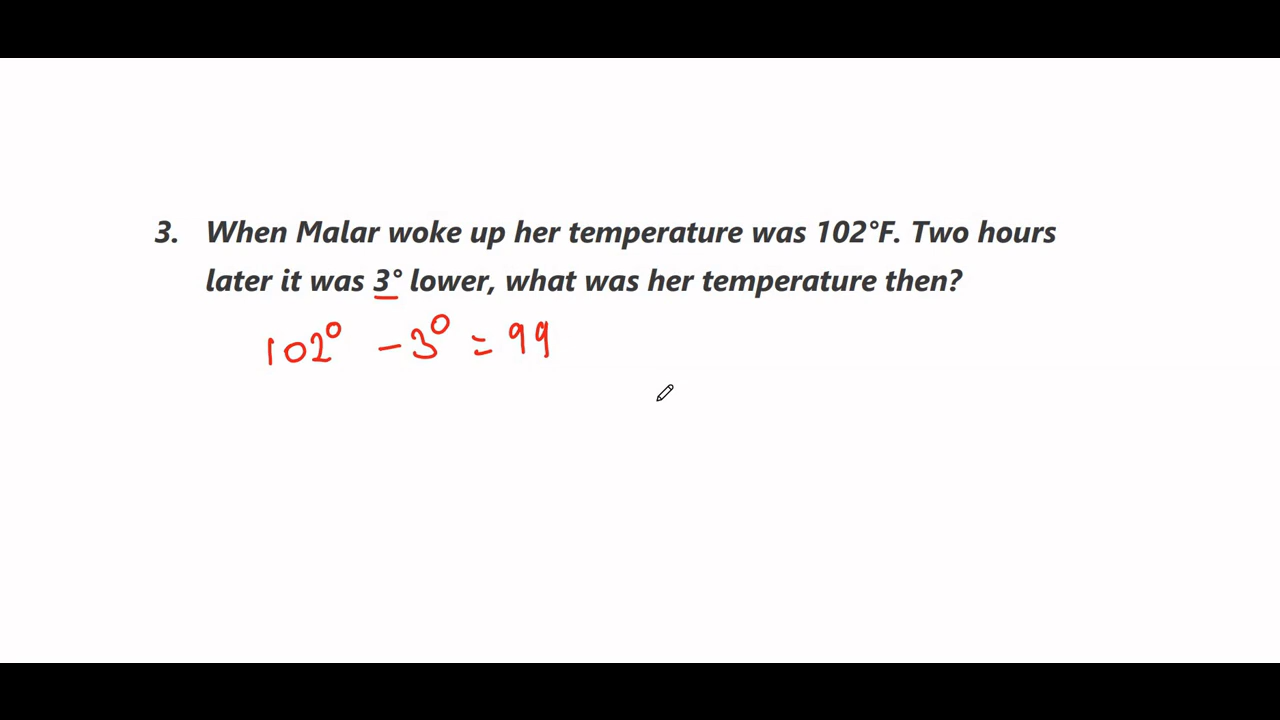 3. When Malar woke up her temperature was 102°F. Two hours
later it was 3° lower, what was her temperature then?
102° - 3° = 99